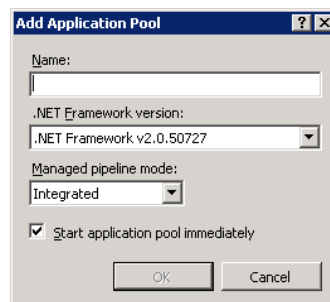 Add Application Pool
Name:
.NET Framework version:
.NET Framework v2.0.50727
Managed pipeline mode:
Integrated
Start application pool immediately
OK
Cancel